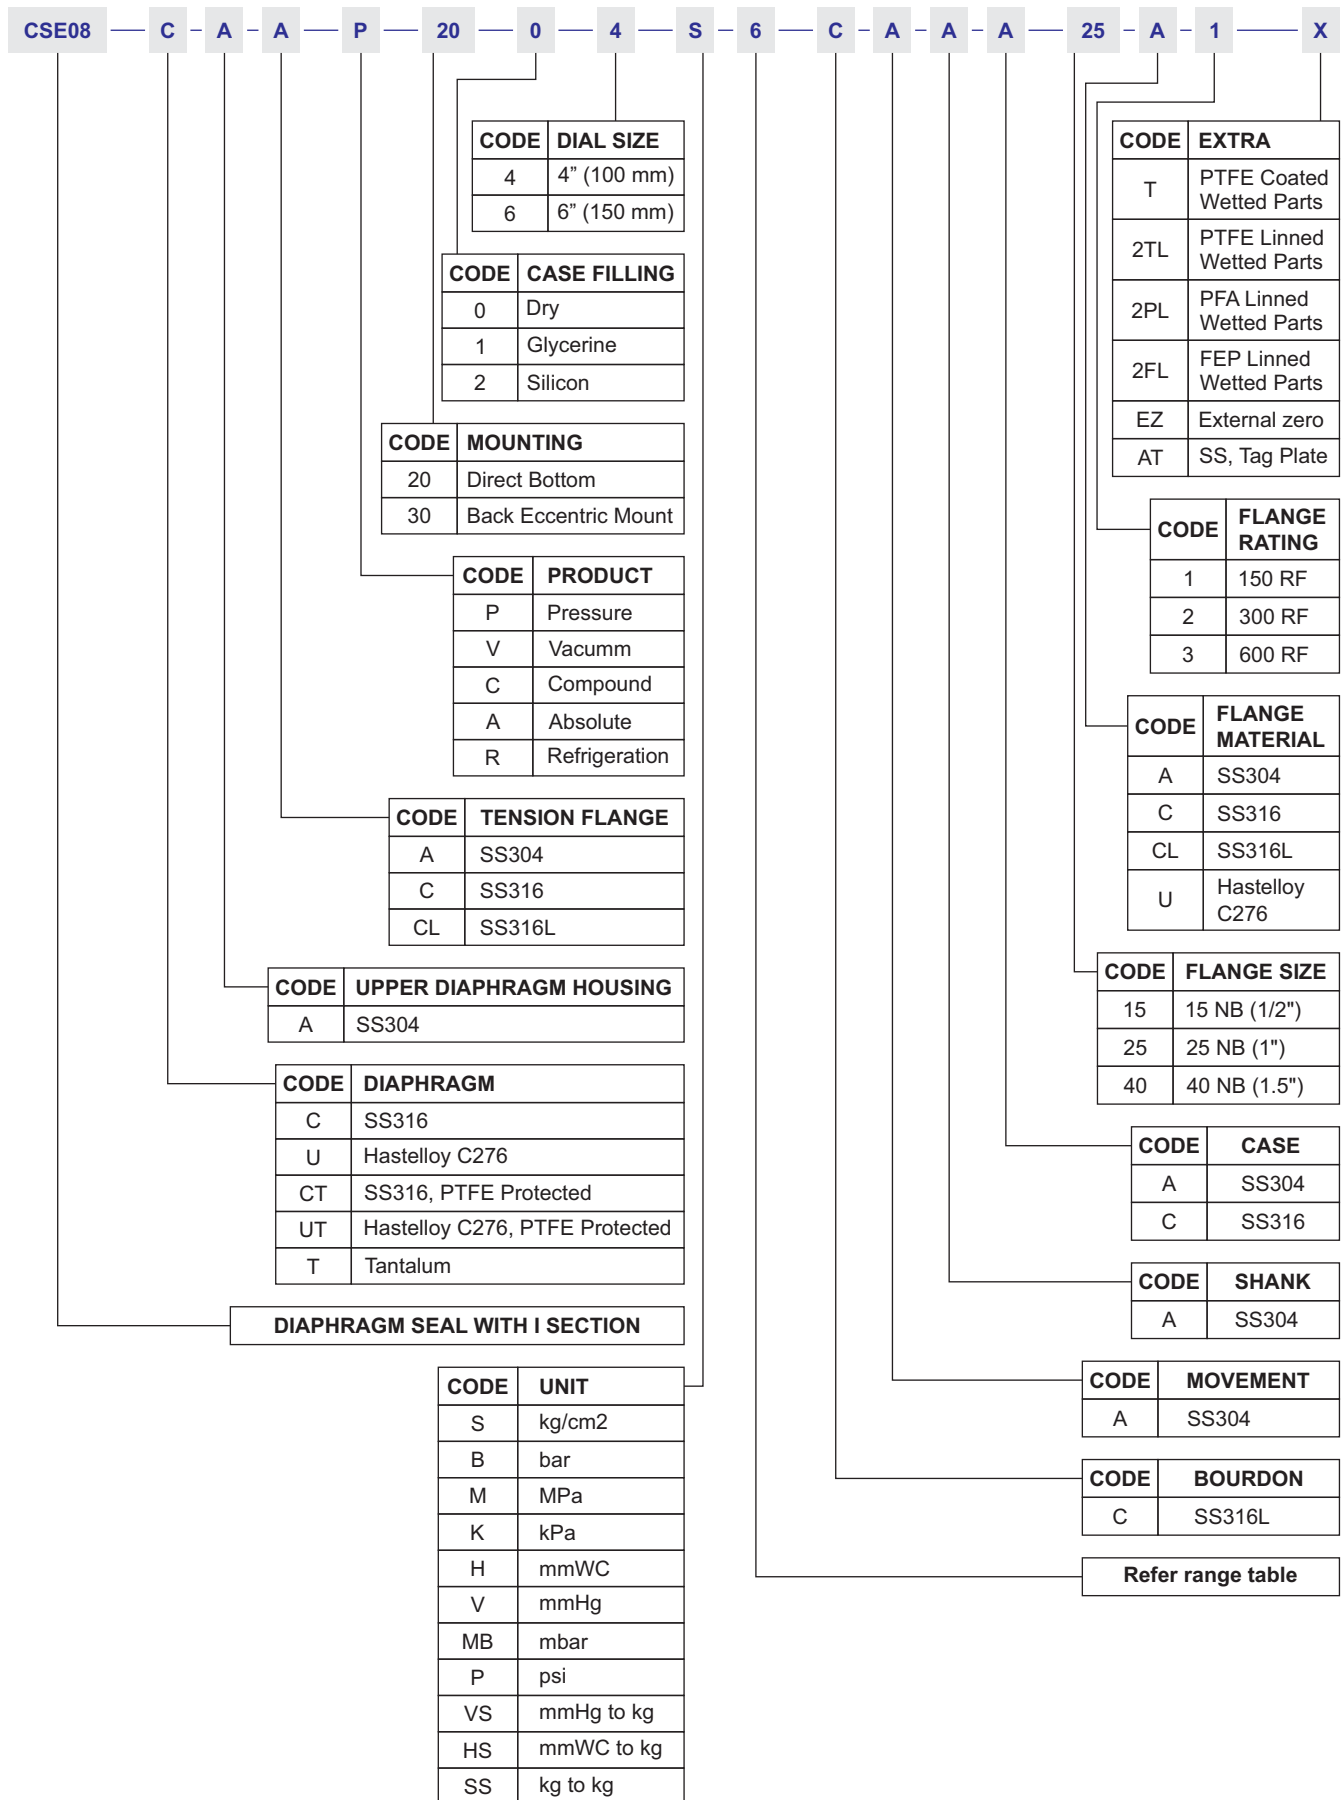 CSE08 C A A P 20 0 4 S 6 C A A A 25 A 1 X
CODE DIAL SIZE
4 4” (100 mm)
6 6” (150 mm)
CODE CASE FILLING
0 Dry
1 Glycerine
2 Silicon
CODE MOUNTING
20 Direct Bottom
30 Back Eccentric Mount
CODE PRODUCT
P Pressure
V Vacumm
C Compound
A Absolute
R Refrigeration
CODE TENSION FLANGE
A SS304
C SS316
CL SS316L
CODE UPPER DIAPHRAGM HOUSING
A SS304
CODE DIAPHRAGM
C SS316
U Hastelloy C276
CT SS316, PTFE Protected
UT Hastelloy C276, PTFE Protected
T Tantalum
DIAPHRAGM SEAL WITH I SECTION
CODE UNIT
S kg/cm2
B bar
M MPa
K kPa
H mmWC
V mmHg
MB mbar
P psi
VS mmHg to kg
HS mmWC to kg
SS kg to kg
CODE EXTRA
T PTFE Coated
Wetted Parts
2TL PTFE Linned
Wetted Parts
2PL PFA Linned
Wetted Parts
2FL FEP Linned
Wetted Parts
EZ External zero
AT SS, Tag Plate
CODE FLANGE
RATING
1 150 RF
2 300 RF
3 600 RF
CODE FLANGE
MATERIAL
A SS304
C SS316
CL SS316L
U Hastelloy
C276
CODE FLANGE SIZE
15 15 NB (1/2")
25 25 NB (1")
40 40 NB (1.5")
CODE CASE
A SS304
C SS316
CODE SHANK
A SS304
CODE MOVEMENT
A SS304
CODE BOURDON
C SS316L
Refer range table